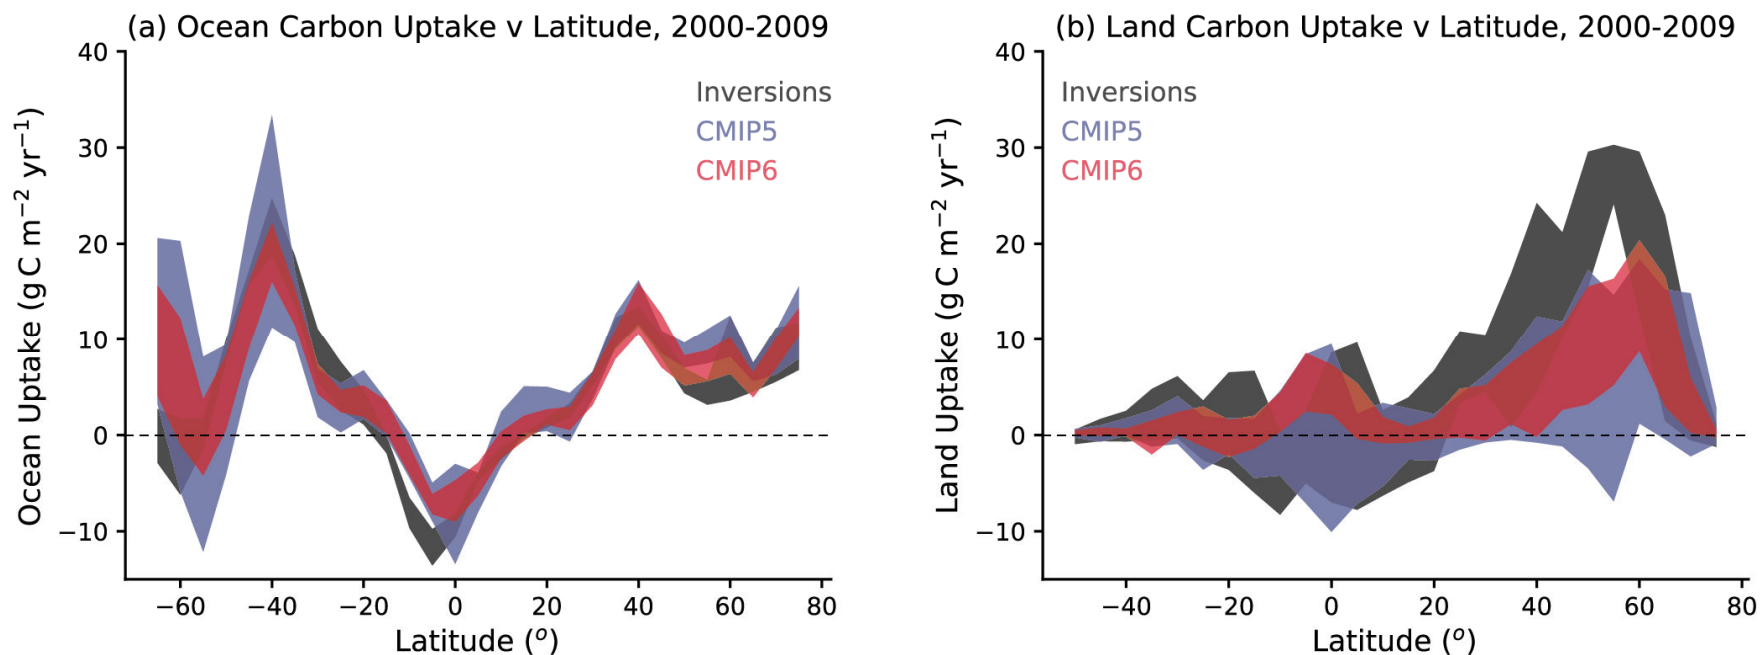 (a) Ocean Carbon Uptake v Latitude, 2000-2009
40
30
20
10
0
−10
Ocean Uptake (g C m⁻² yr⁻¹)
Inversions
CMIP5
CMIP6
−60 −40 −20 0 20 40 60 80
Latitude (°)
(b) Land Carbon Uptake v Latitude, 2000-2009
40
30
20
10
0
−10
Land Uptake (g C m⁻² yr⁻¹)
Inversions
CMIP5
CMIP6
−40 −20 0 20 40 60 80
Latitude (°)